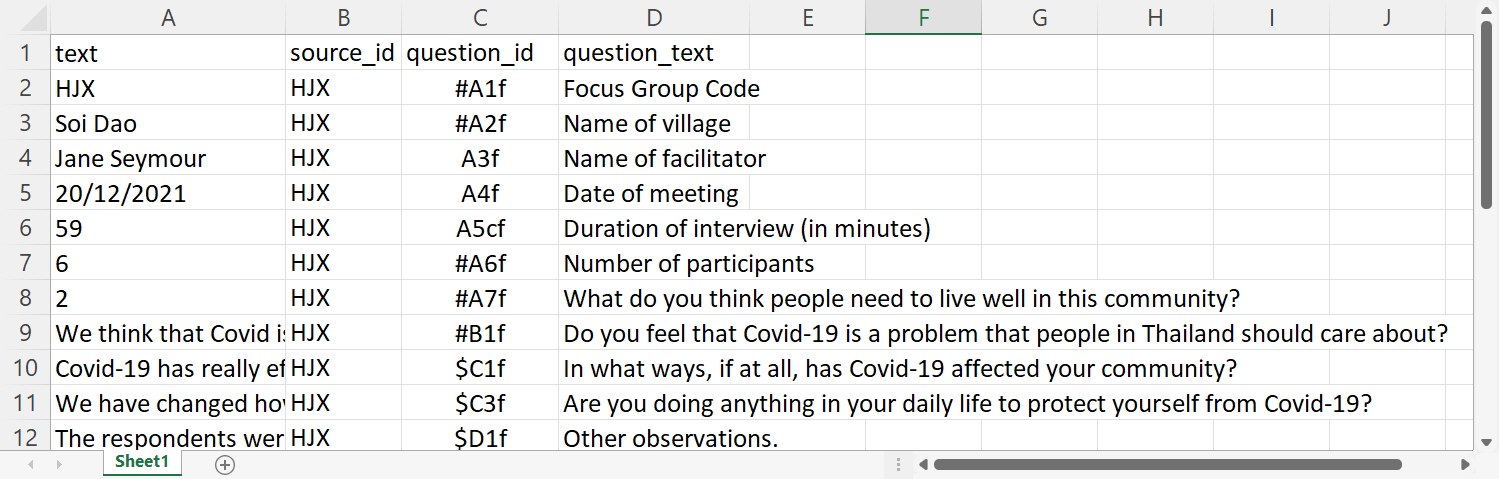 A B C D E F G H I J
1 text source_id question_id question_text
2 HJX HJX #A1f Focus Group Code
3 Soi Dao HJX #A2f Name of village
4 Jane Seymour HJX A3f Name of facilitator
5 20/12/2021 HJX A4f Date of meeting
6 59 HJX A5cf Duration of interview (in minutes)
7 6 HJX #A6f Number of participants
8 2 HJX #A7f What do you think people need to live well in this community?
9 We think that Covid is HJX #B1f Do you feel that Covid-19 is a problem that people in Thailand should care about?
10 Covid-19 has really ef HJX $C1f In what ways, if at all, has Covid-19 affected your community?
11 We have changed how HJX $C3f Are you doing anything in your daily life to protect yourself from Covid-19?
12 The respondents wer HJX $D1f Other observations.
Sheet1